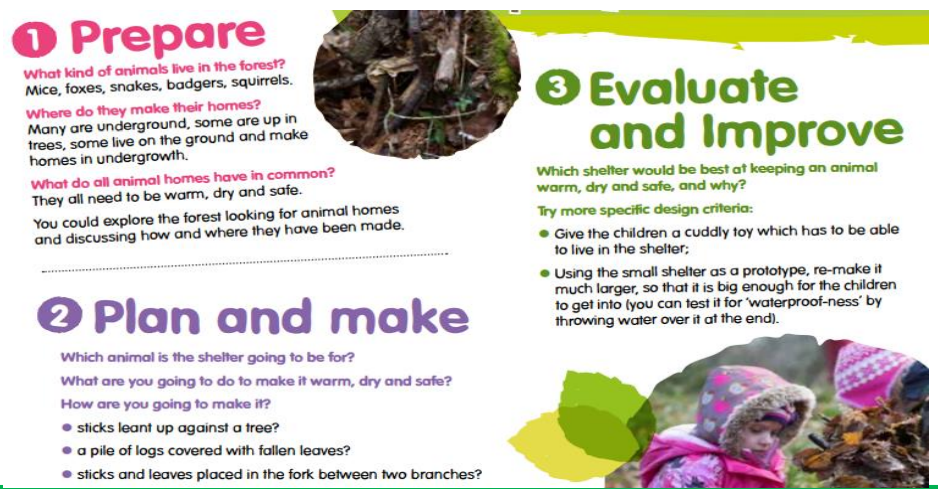 1 Prepare
What kind of animals live in the forest?
Mice, foxes, snakes, badgers, squirrels.
Where do they make their homes?
Many are underground, some are up in
trees, some live on the ground and make
homes in undergrowth.
What do all animal homes have in common?
They all need to be warm, dry and safe.
You could explore the forest looking for animal homes
and discussing how and where they have been made.
2 Plan and make
Which animal is the shelter going to be for?
What are you going to do to make it warm, dry and safe?
How are you going to make it?
• sticks leant up against a tree?
• a pile of logs covered with fallen leaves?
• sticks and leaves placed in the fork between two branches?
3 Evaluate
and Improve
Which shelter would be best at keeping an animal
warm, dry and safe, and why?
Try more specific design criteria:
• Give the children a cuddly toy which has to be able
to live in the shelter;
• Using the small shelter as a prototype, re-make it
much larger, so that it is big enough for the children
to get into (you can test it for 'waterproof-ness' by
throwing water over it at the end).